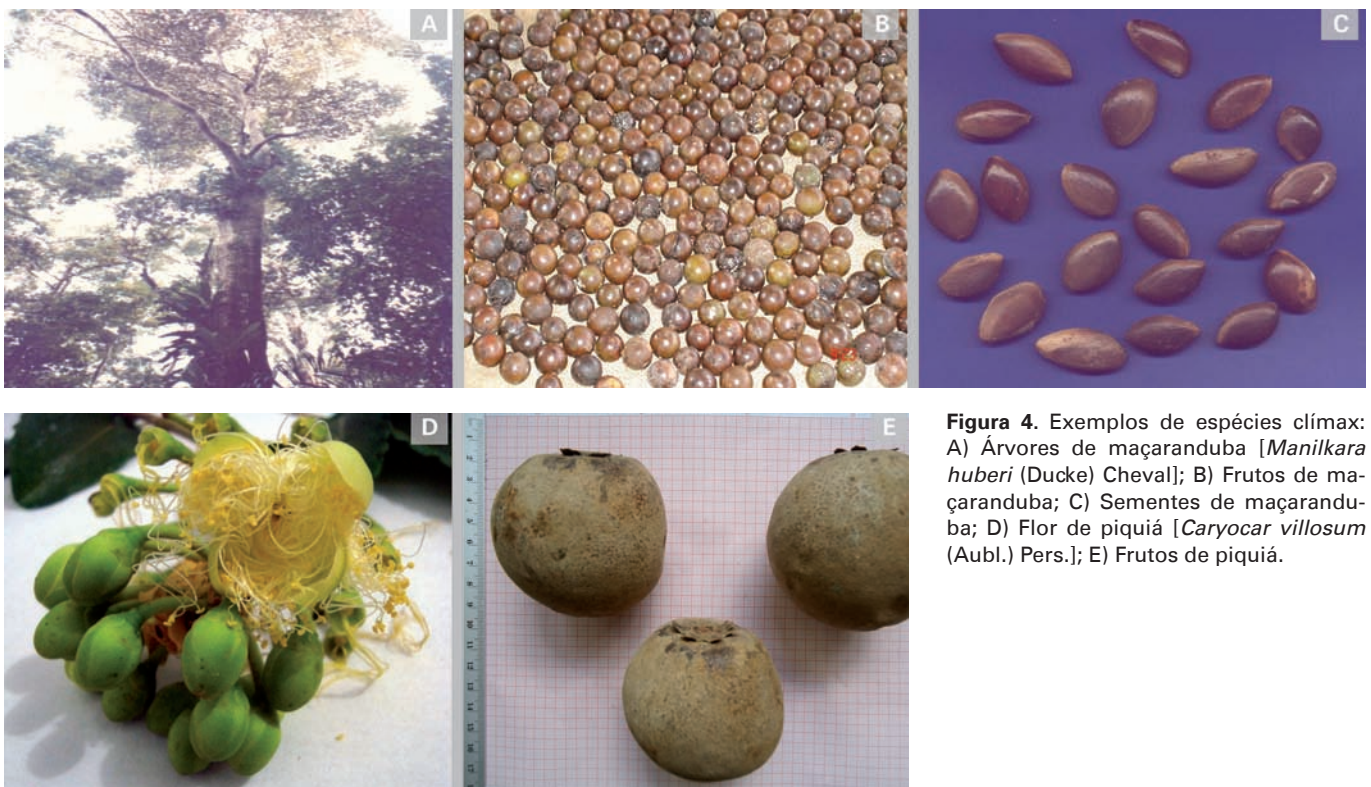 A
B
C
D
E
Figura 4. Exemplos de espécies clímax:
A) Árvores de maçaranduba [Manilkara
huberi (Ducke) Cheval]; B) Frutos de ma-
çaranduba; C) Sementes de maçarandu-
ba; D) Flor de piquiá [Caryocar villosum
(Aubl.) Pers.]; E) Frutos de piquiá.